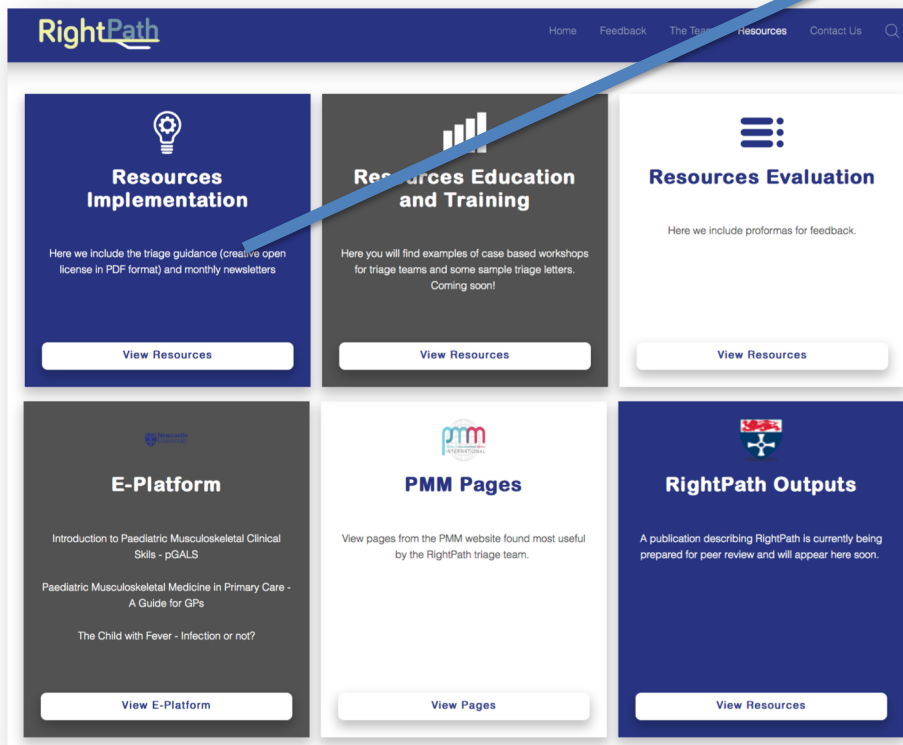 RightPath
Home Feedback The Team Resources Contact Us
Resources
Implementation
Here we include the triage guidance (creative open
license in PDF format) and monthly newsletters
View Resources
Resources Education
and Training
Here you will find examples of case based workshops
for triage teams and some sample triage letters.
Coming soon!
View Resources
Resources Evaluation
Here we include proformas for feedback.
View Resources
E-Platform
Introduction to Paediatric Musculoskeletal Clinical
Skils - pGALS
Paediatric Musculoskeletal Medicine in Primary Care -
A Guide for GPs
The Child with Fever - Infection or not?
View E-Platform
pmm
INTERNATIONAL
PMM Pages
View pages from the PMM website found most useful
by the RightPath triage team.
View Pages
RightPath Outputs
A publication describing RightPath is currently being
prepared for peer review and will appear here soon.
View Resources